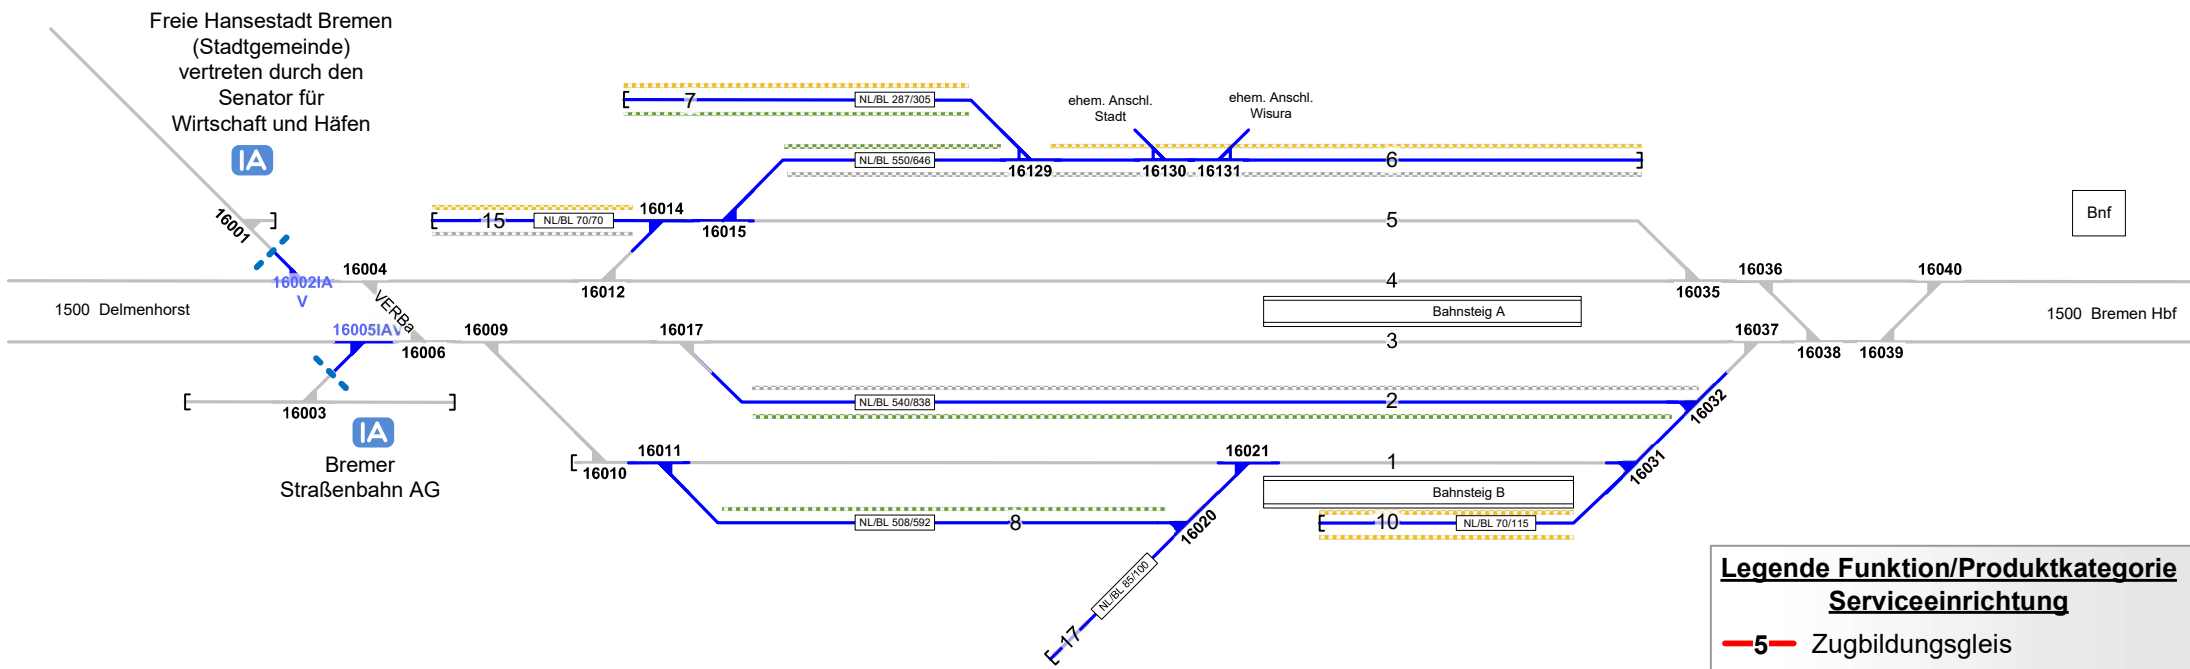 Freie Hansestadt Bremen
(Stadtgemeinde)
vertreten durch den
Senator für
Wirtschaft und Häfen
IA
7
NL/BL 287/305
ehem. Anschl.
Stadt
ehem. Anschl.
Wisura
NL/BL 550/646
6
16129
16130
16131
16001
15
NL/BL 70/70
16014
16015
5
Bnf
16002IA
V
16004
16012
4
16035
16036
16040
1500 Delmenhorst
VERBa
Bahnsteig A
1500 Bremen Hbf
16005IAV
16006
16009
16017
3
16037
16038
16039
16003
NL/BL 540/838
2
16032
IA
Bremer
Straßenbahn AG
16010
16011
16021
1
16031
Bahnsteig B
NL/BL 508/592
8
16020
10
NL/BL 70/115
NL/BL 85/100
17
Legende Funktion/Produktkategorie
Serviceeinrichtung
5 Zugbildungsgleis